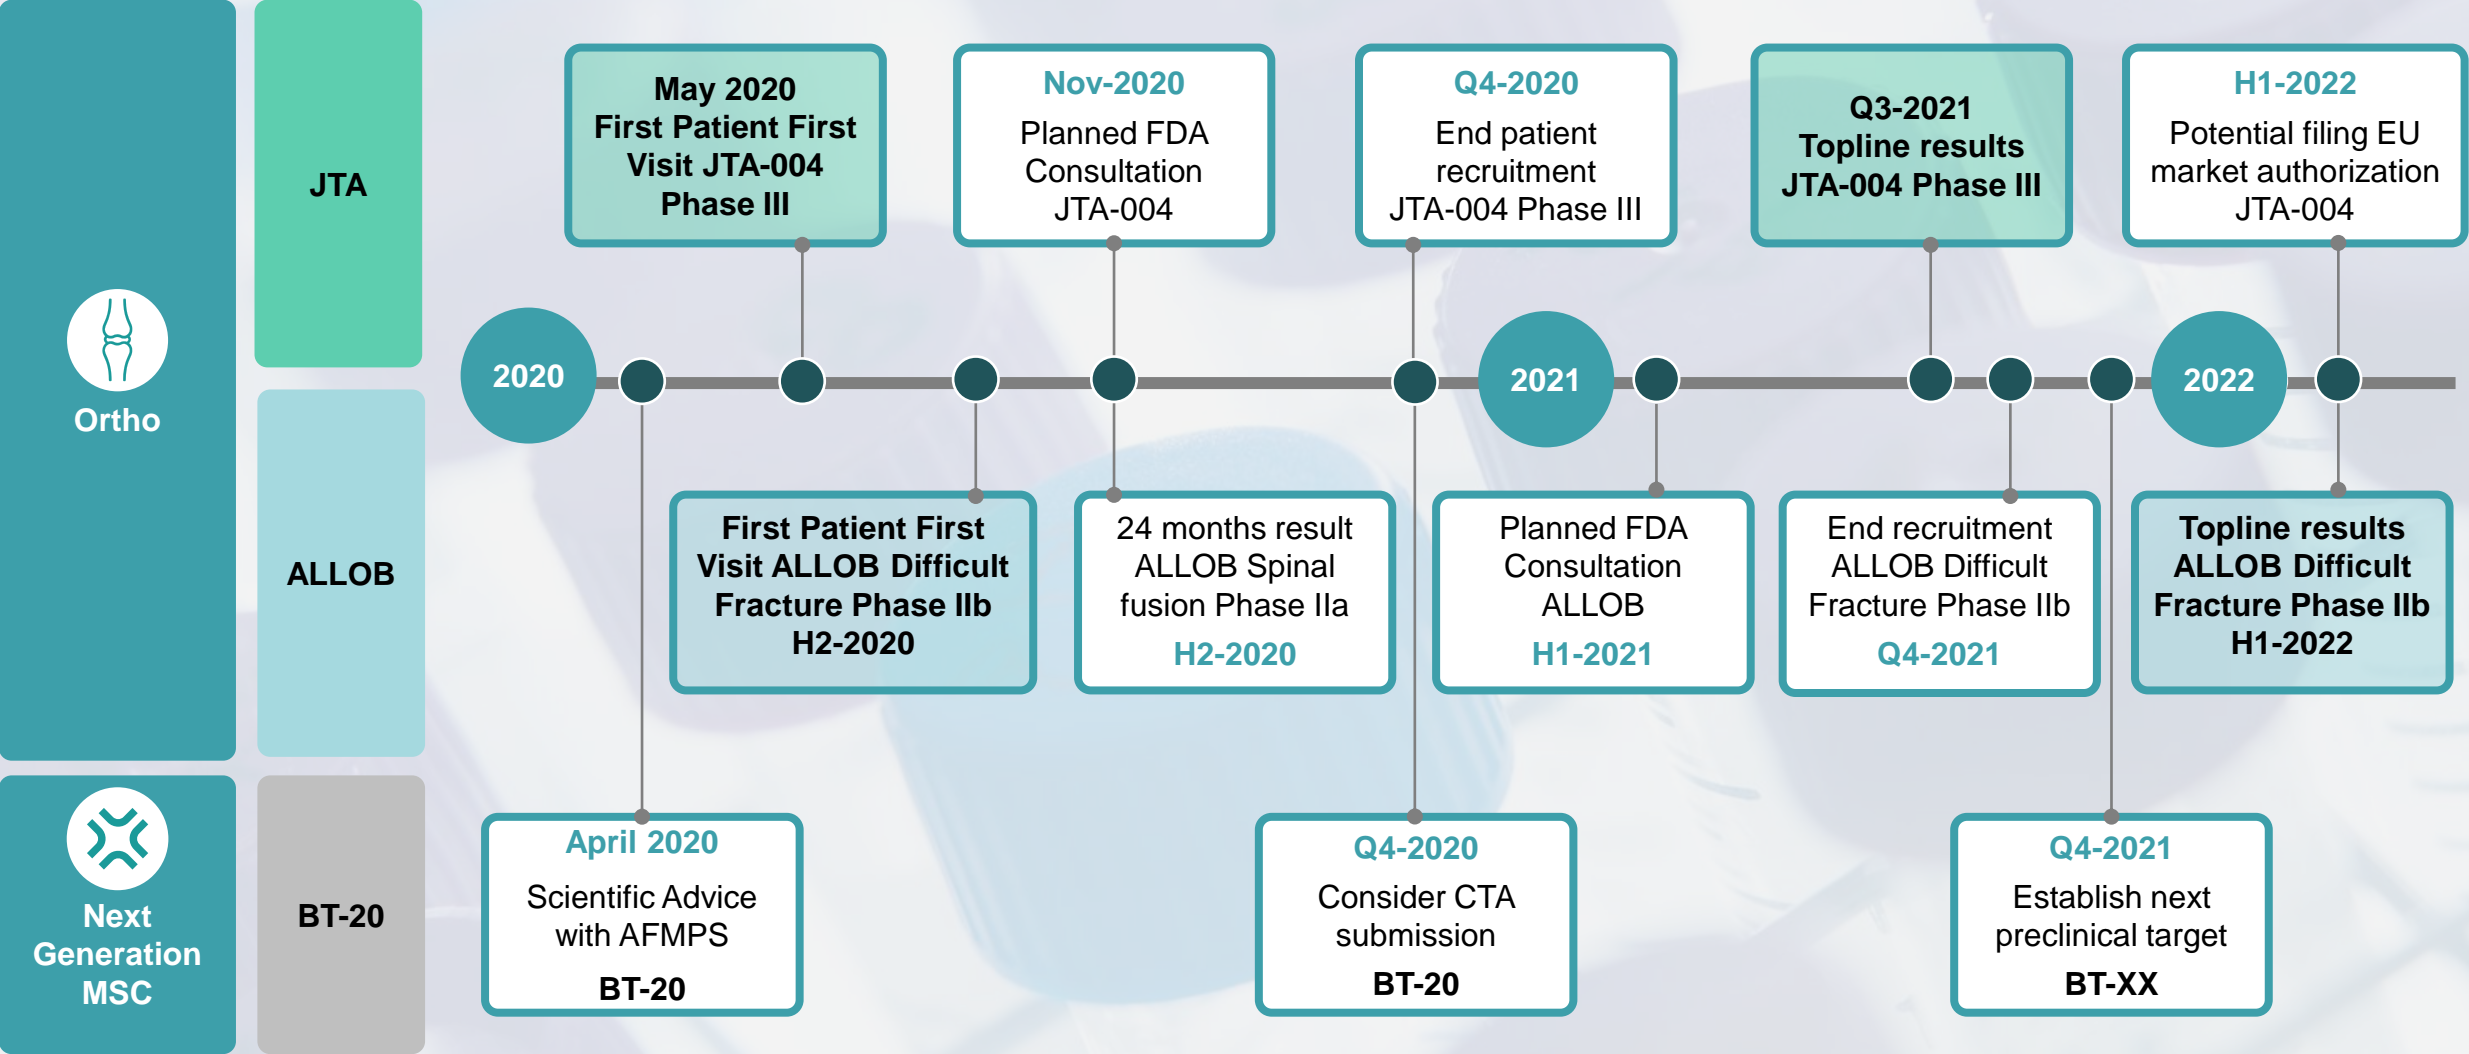 Ortho
JTA
May 2020
First Patient First
Visit JTA-004
Phase III
Nov-2020
Planned FDA
Consultation
JTA-004
Q4-2020
End patient
recruitment
JTA-004 Phase III
Q3-2021
Topline results
JTA-004 Phase III
H1-2022
Potential filing EU
market authorization
JTA-004
2020
2021
2022
ALLOB
First Patient First
Visit ALLOB Difficult
Fracture Phase IIb
H2-2020
24 months result
ALLOB Spinal
fusion Phase IIa
H2-2020
Planned FDA
Consultation
ALLOB
H1-2021
End recruitment
ALLOB Difficult
Fracture Phase IIb
Q4-2021
Topline results
ALLOB Difficult
Fracture Phase IIb
H1-2022
Next
Generation
MSC
BT-20
April 2020
Scientific Advice
with AFMPS
BT-20
Q4-2020
Consider CTA
submission
BT-20
Q4-2021
Establish next
preclinical target
BT-XX